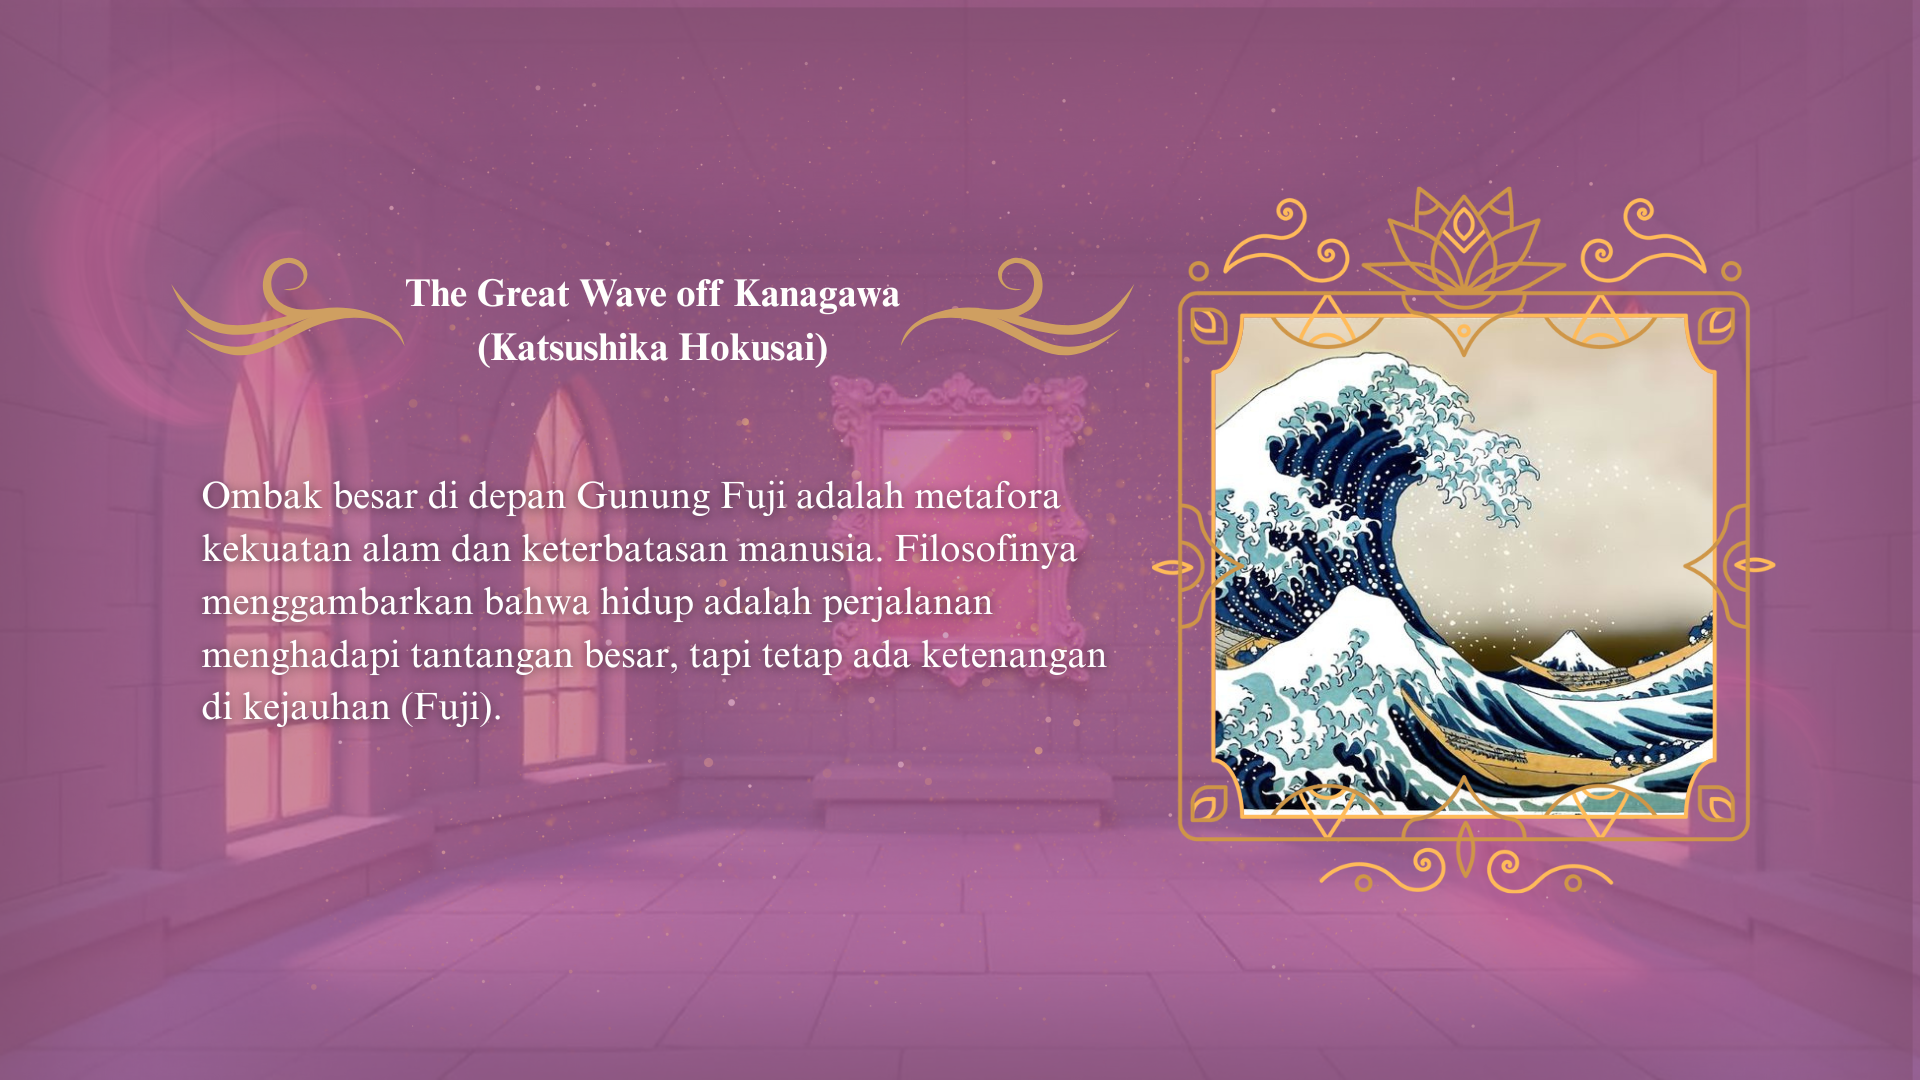 The Great Wave off Kanagawa
(Katsushika Hokusai)
Ombak besar di depan Gunung Fuji adalah metafora
kekuatan alam dan keterbatasan manusia. Filosofinya
menggambarkan bahwa hidup adalah perjalanan
menghadapi tantangan besar, tapi tetap ada ketenangan
di kejauhan (Fuji).